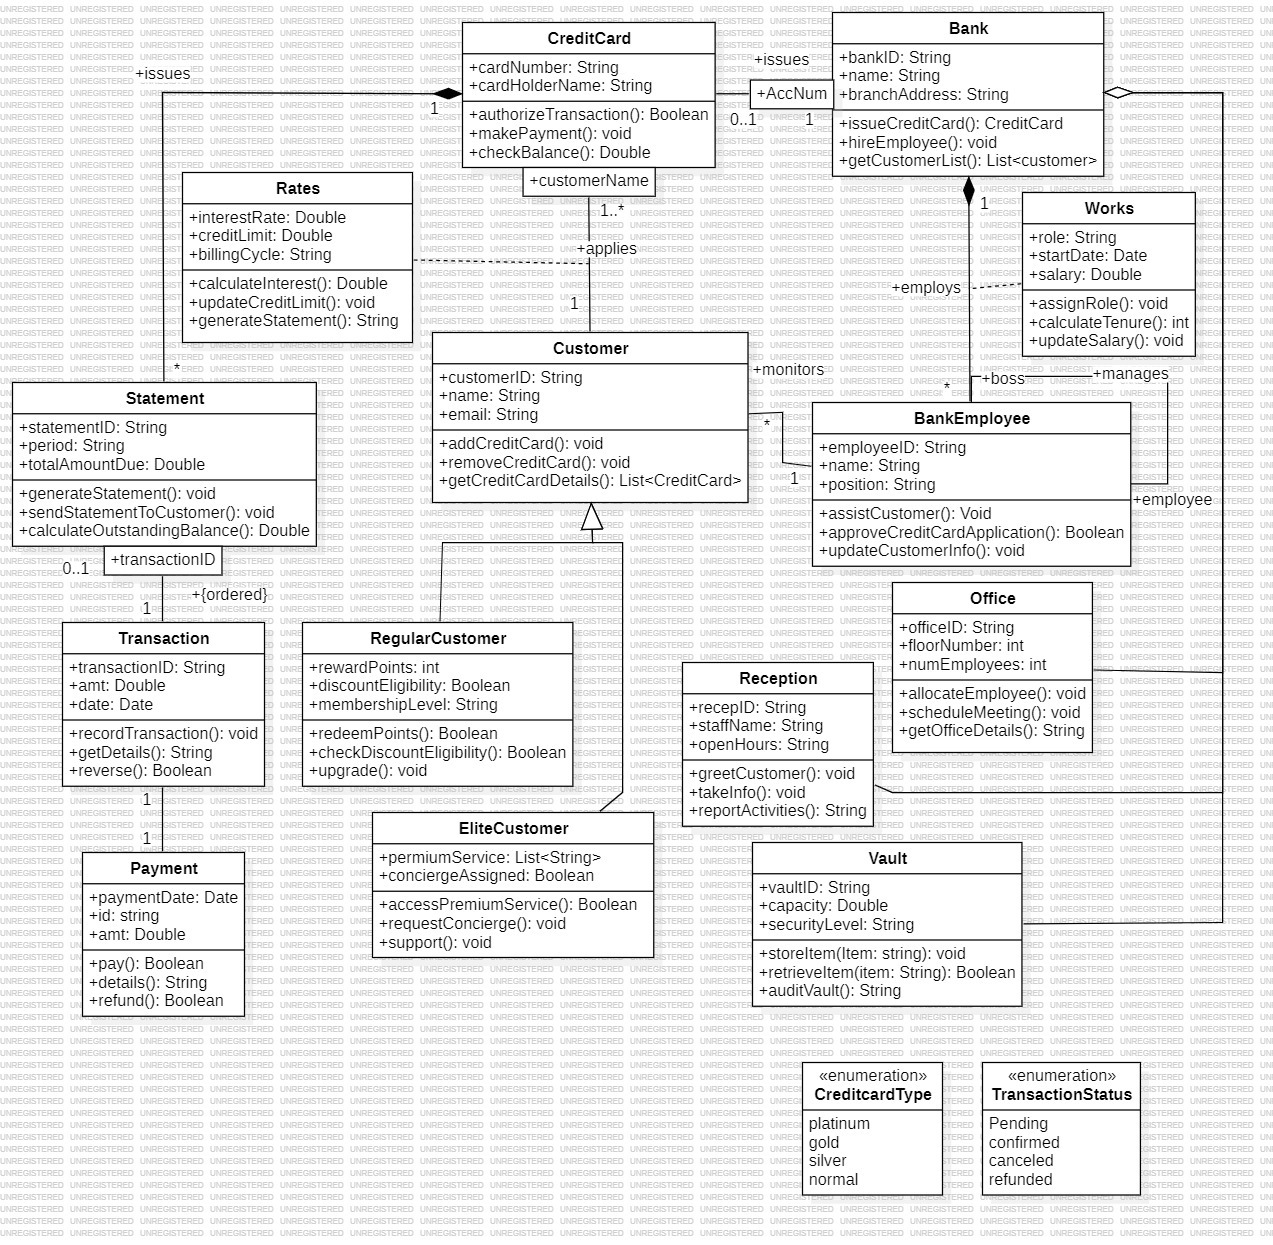 CreditCard
+cardNumber: String
+cardHolderName: String
+authorizeTransaction(): Boolean
+makePayment(): void
+checkBalance(): Double
+customerName
+issues
+AccNum
0..1
1
Bank
+bankID: String
+name: String
+branchAddress: String
+issueCreditCard(): CreditCard
+hireEmployee(): void
+getCustomerList(): List<customer>
+issues
1
*
1..*
+applies
1
Rates
+interestRate: Double
+creditLimit: Double
+billingCycle: String
+calculateInterest(): Double
+updateCreditLimit(): void
+generateStatement(): String
1
+employs
*
Works
+role: String
+startDate: Date
+salary: Double
+assignRole(): void
+calculateTenure(): int
+updateSalary(): void
Customer
+customerID: String
+name: String
+email: String
+addCreditCard(): void
+removeCreditCard(): void
+getCreditCardDetails(): List<CreditCard>
+monitors
*
1
+boss
+manages
+employee
BankEmployee
+employeeID: String
+name: String
+position: String
+assistCustomer(): Void
+approveCreditCardApplication(): Boolean
+updateCustomerInfo(): void
Statement
+statementID: String
+period: String
+totalAmountDue: Double
+generateStatement(): void
+sendStatementToCustomer(): void
+calculateOutstandingBalance(): Double
+transactionID
0..1
+{ordered}
1
Transaction
+transactionID: String
+amt: Double
+date: Date
+recordTransaction(): void
+getDetails(): String
+reverse(): Boolean
1
1
Payment
+paymentDate: Date
+id: string
+amt: Double
+pay(): Boolean
+details(): String
+refund(): Boolean
RegularCustomer
+rewardPoints: int
+discountEligibility: Boolean
+membershipLevel: String
+redeemPoints(): Boolean
+checkDiscountEligibility(): Boolean
+upgrade(): void
EliteCustomer
+permiumService: List<String>
+conciergeAssigned: Boolean
+accessPremiumService(): Boolean
+requestConcierge(): void
+support(): void
Office
+officeID: String
+floorNumber: int
+numEmployees: int
+allocateEmployee(): void
+scheduleMeeting(): void
+getOfficeDetails(): String
Reception
+recepID: String
+staffName: String
+openHours: String
+greetCustomer(): void
+takeInfo(): void
+reportActivities(): String
Vault
+vaultID: String
+capacity: Double
+securityLevel: String
+storeItem(Item: string): void
+retrieveItem(item: String): Boolean
+auditVault(): String
«enumeration»
CreditcardType
platinum
gold
silver
normal
«enumeration»
TransactionStatus
Pending
confirmed
canceled
refunded
UNREGISTERED